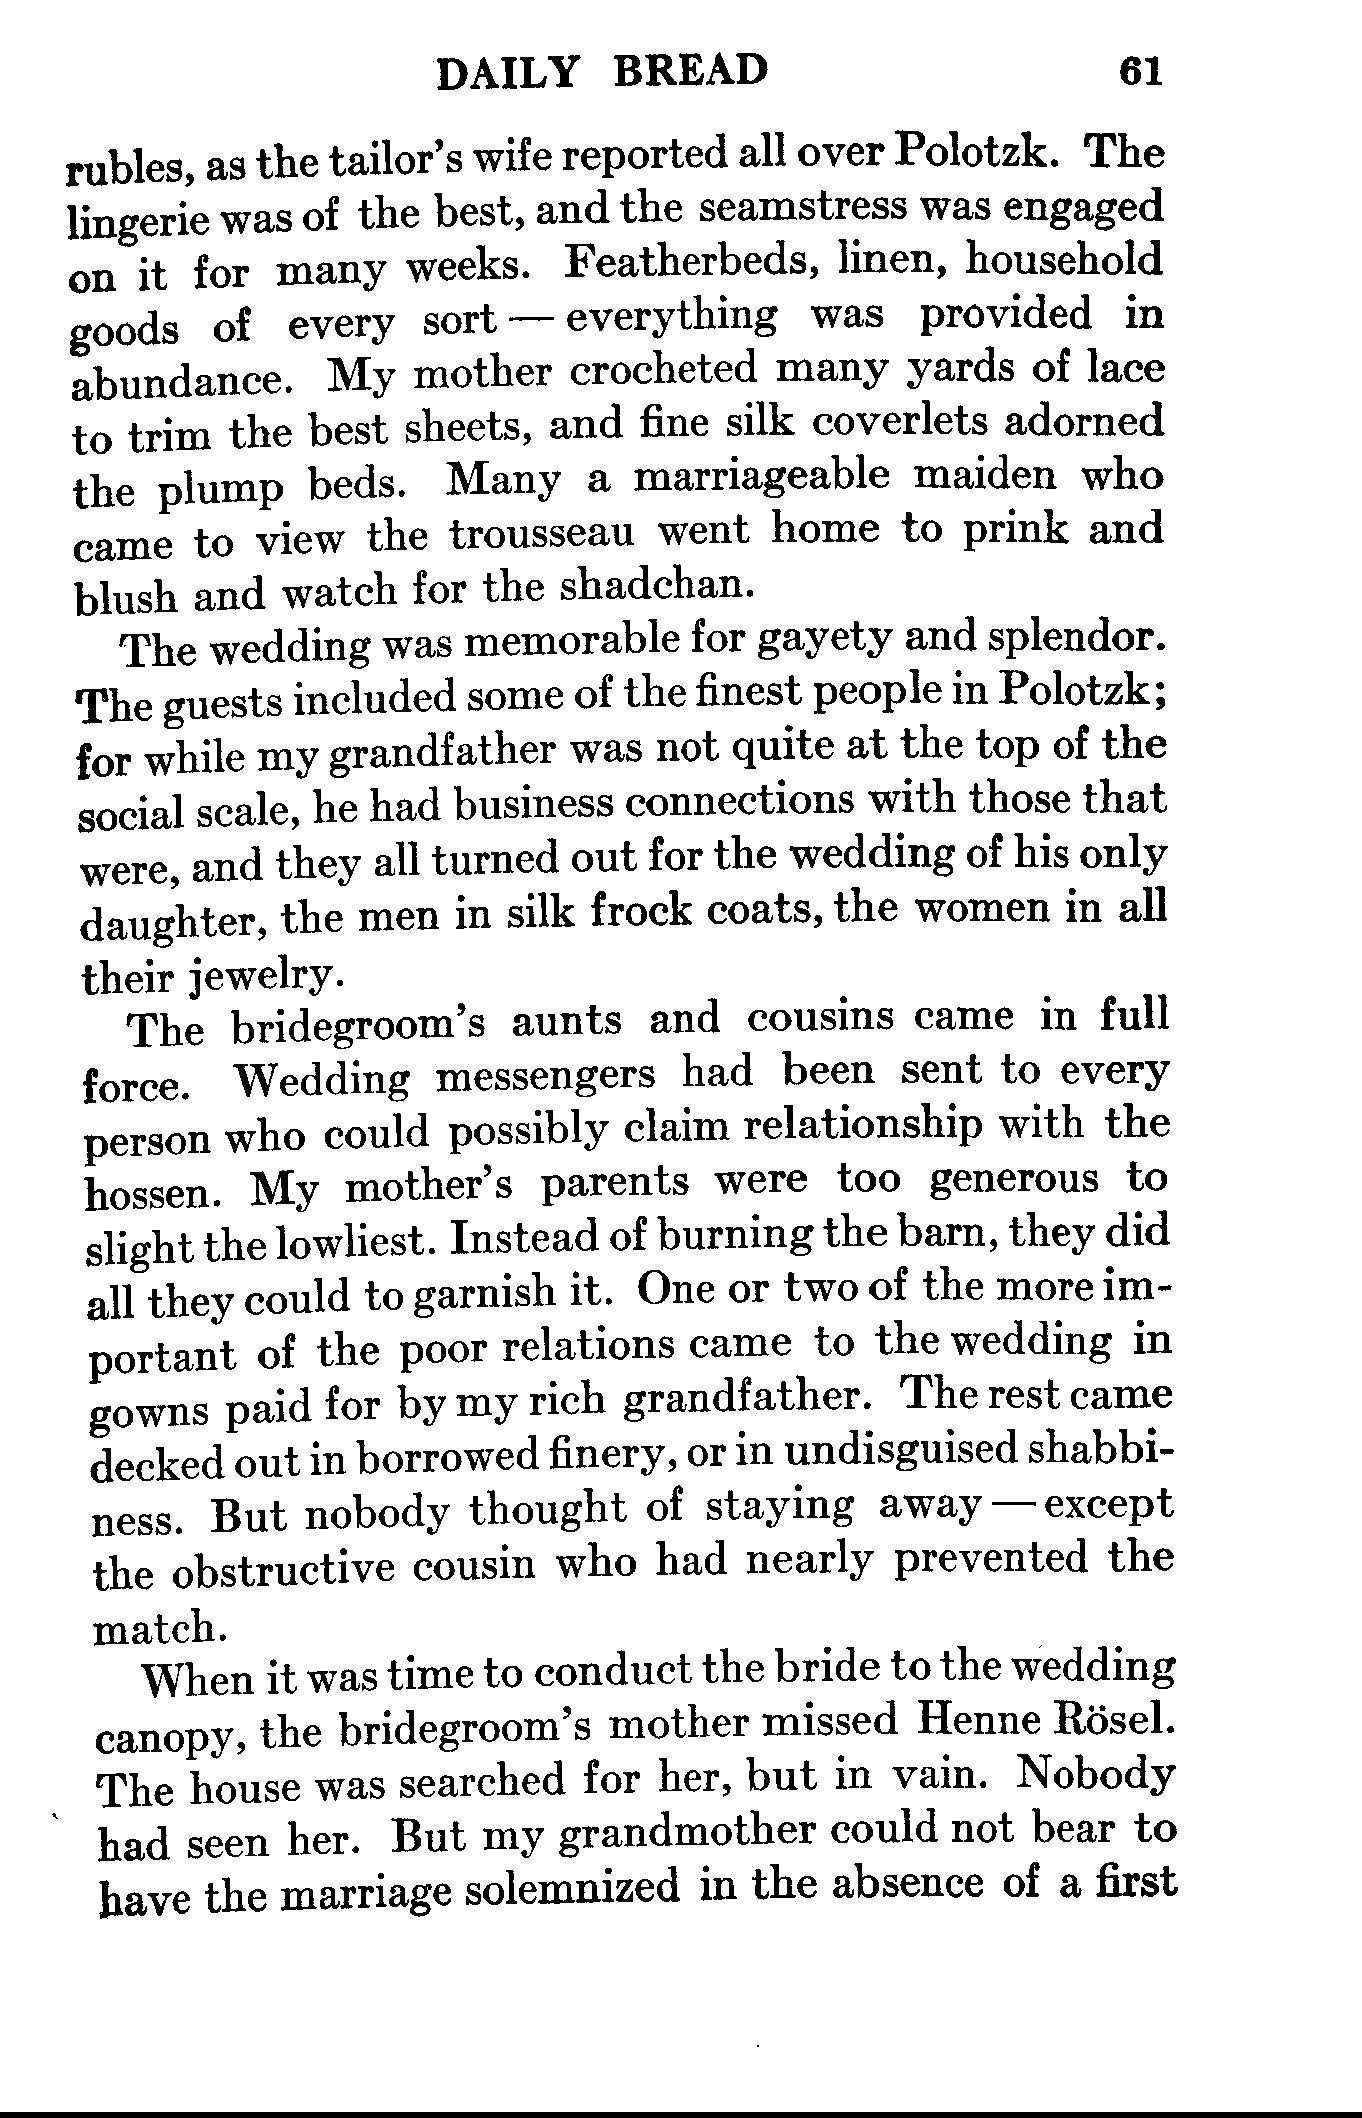 DAILY BREAD 61
rubles, as the tailor's wife reported all over Polotzk. The
lingerie was of the best, and the seamstress was engaged
on it for many weeks. Featherbeds, linen, household
goods of every sort — everything was provided in
abundance. My mother crocheted many yards of lace
to trim the best sheets, and fine silk coverlets adorned
the plump beds. Many a marriageable maiden who
came to view the trousseau went home to prink and
blush and watch for the shadchan.
The wedding was memorable for gayety and splendor.
The guests included some of the finest people in Polotzk;
for while my grandfather was not quite at the top of the
social scale, he had business connections with those that
were, and they all turned out for the wedding of his only
daughter, the men in silk frock coats, the women in all
their jewelry.
The bridegroom's aunts and cousins came in full
force. Wedding messengers had been sent to every
person who could possibly claim relationship with the
hossen. My mother's parents were too generous to
slight the lowliest. Instead of burning the barn, they did
all they could to garnish it. One or two of the more im-
portant of the poor relations came to the wedding in
gowns paid for by my rich grandfather. The rest came
decked out in borrowed finery, or in undisguised shabbi-
ness. But nobody thought of staying away — except
the obstructive cousin who had nearly prevented the
match.
When it was time to conduct the bride to the wedding
canopy, the bridegroom's mother missed Henne Rösel.
The house was searched for her, but in vain. Nobody
had seen her. But my grandmother could not bear to
have the marriage solemnized in the absence of a first